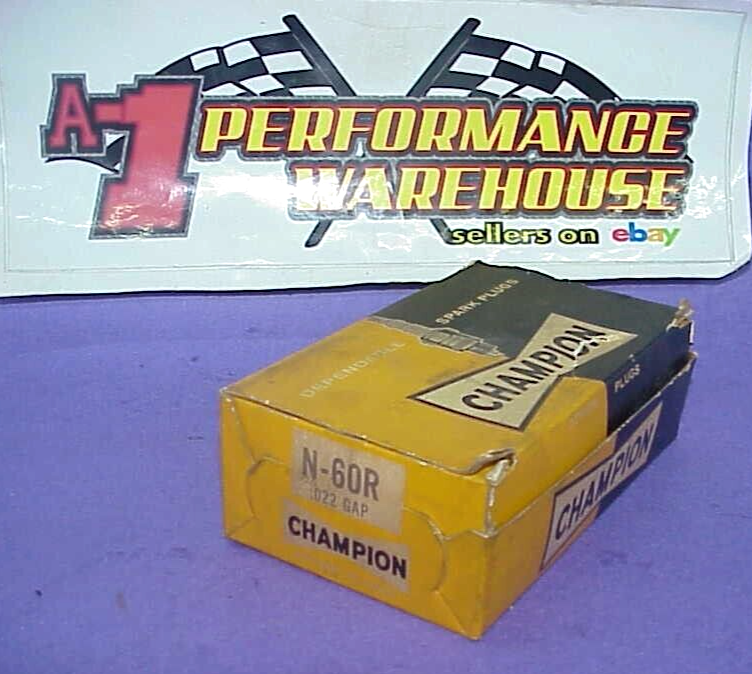 A-1 PERFORMANCE
WAREHOUSE
sellers on ebay
DEPENDABLE SPARK PLUGS
CHAMPION
PLUGS
CHAMPION
N-60R
.022 GAP
CHAMPION